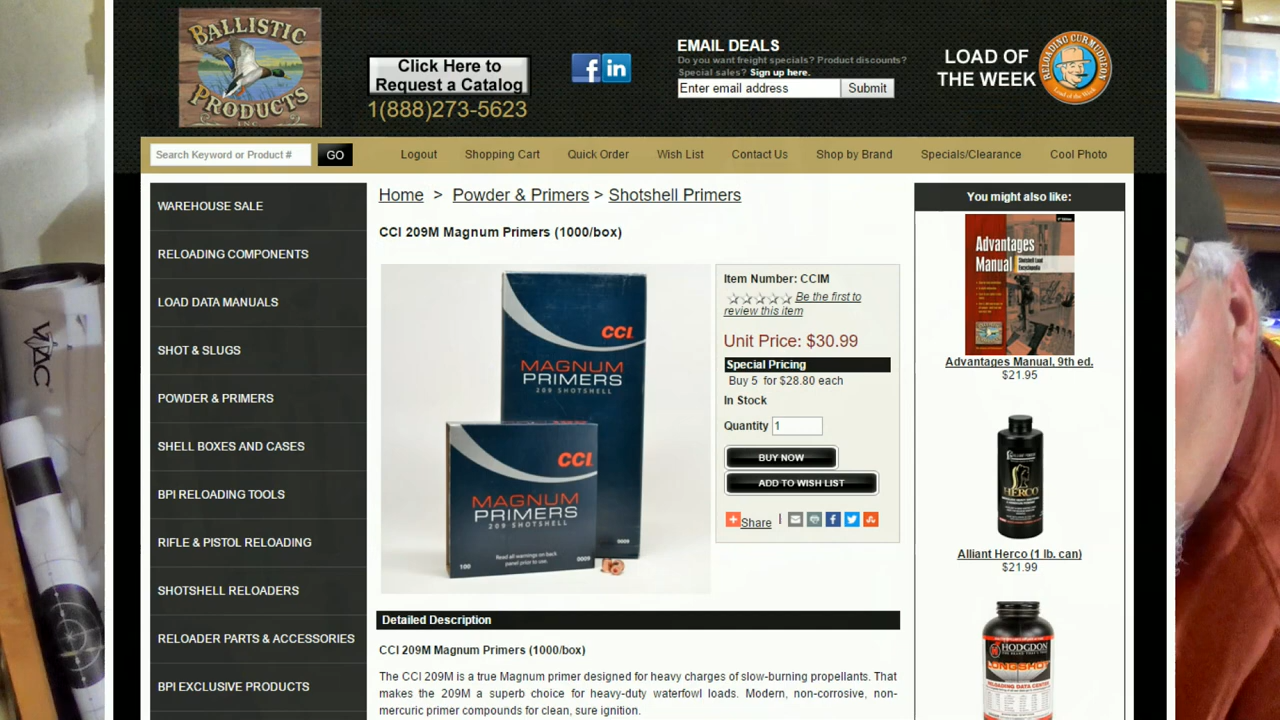 BALLISTIC
PRODUCTS
INC
Click Here to
Request a Catalog
1(888)273-5623
f in
EMAIL DEALS
Do you want freight specials? Product discounts?
Special sales? Sign up here.
Enter email address Submit
LOAD OF
THE WEEK
RELOADING CURMUDGEON
Load of the Week
Search Keyword or Product # GO Logout Shopping Cart Quick Order Wish List Contact Us Shop by Brand Specials/Clearance Cool Photo
WAREHOUSE SALE
RELOADING COMPONENTS
LOAD DATA MANUALS
SHOT & SLUGS
POWDER & PRIMERS
SHELL BOXES AND CASES
BPI RELOADING TOOLS
RIFLE & PISTOL RELOADING
SHOTSHELL RELOADERS
RELOADER PARTS & ACCESSORIES
BPI EXCLUSIVE PRODUCTS
Home > Powder & Primers > Shotshell Primers
CCI 209M Magnum Primers (1000/box)
CCI
MAGNUM
PRIMERS
209 SHOTSHELL
CCI
MAGNUM
PRIMERS
209 SHOTSHELL
Read all warnings on back
panel prior to use.
100
Item Number: CCIM
Be the first to
review this item
Unit Price: $30.99
Special Pricing
Buy 5 for $28.80 each
In Stock
Quantity 1
BUY NOW
ADD TO WISH LIST
Share |
Detailed Description
CCI 209M Magnum Primers (1000/box)
The CCI 209M is a true Magnum primer designed for heavy charges of slow-burning propellants. That
makes the 209M a superb choice for heavy-duty waterfowl loads. Modern, non-corrosive, non-
mercuric primer compounds for clean, sure ignition.
You might also like:
Advantages
Manual
Advantages Manual, 9th ed.
$21.95
HERCO
Alliant Herco (1 lb. can)
$21.99
HODGDON
LONGSHOT
RELOADING DATA CENTER